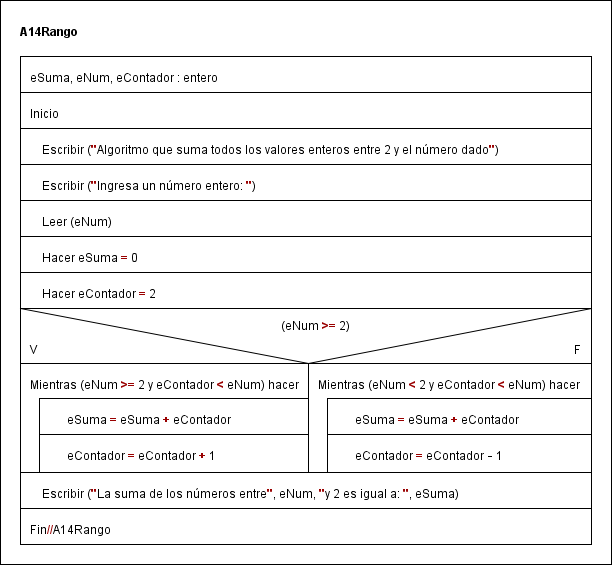 A14Rango
eSuma, eNum, eContador : entero
Inicio
Escribir ("Algoritmo que suma todos los valores enteros entre 2 y el número dado")
Escribir ("Ingresa un número entero: ")
Leer (eNum)
Hacer eSuma = 0
Hacer eContador = 2
(eNum >= 2)
V
F
Mientras (eNum >= 2 y eContador < eNum) hacer
Mientras (eNum < 2 y eContador < eNum) hacer
eSuma = eSuma + eContador
eSuma = eSuma + eContador
eContador = eContador + 1
eContador = eContador - 1
Escribir ("La suma de los números entre", eNum, "y 2 es igual a: ", eSuma)
Fin//A14Rango